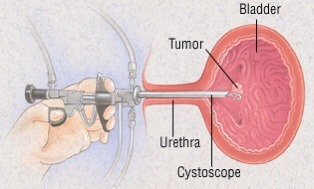 Bladder
Tumor
Urethra
Cystoscope